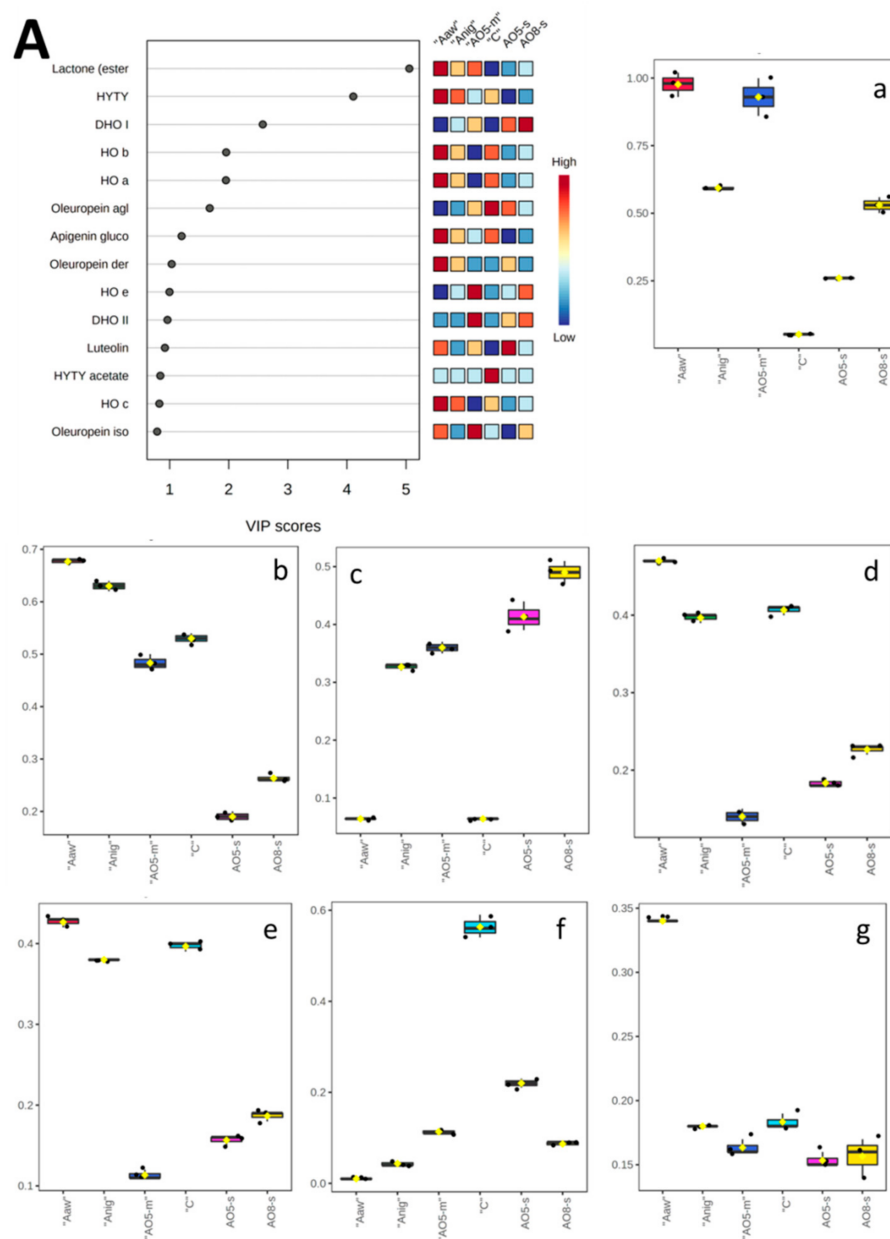 A
"Aaw" "Anig" "AO5-m" "C" AO5-s AO8-s
Lactone (ester
HYTY
DHO I
HO b
HO a
Oleuropein agl
Apigenin gluco
Oleuropein der
HO e
DHO II
Luteolin
HYTY acetate
HO c
Oleuropein iso
1 2 3 4 5
VIP scores
High
Low
a
1.00
0.75
0.50
0.25
"Aaw" "Anig" "AO5-m" "C" AO5-s AO8-s
b
0.7
0.6
0.5
0.4
0.3
0.2
"Aaw" "Anig" "AO5-m" "C" AO5-s AO8-s
c
0.5
0.4
0.3
0.2
0.1
"Aaw" "Anig" "AO5-m" "C" AO5-s AO8-s
d
0.4
0.3
0.2
"Aaw" "Anig" "AO5-m" "C" AO5-s AO8-s
e
0.4
0.3
0.2
0.1
"Aaw" "Anig" "AO5-m" "C" AO5-s AO8-s
f
0.6
0.4
0.2
0.0
"Aaw" "Anig" "AO5-m" "C" AO5-s AO8-s
g
0.35
0.30
0.25
0.20
0.15
"Aaw" "Anig" "AO5-m" "C" AO5-s AO8-s